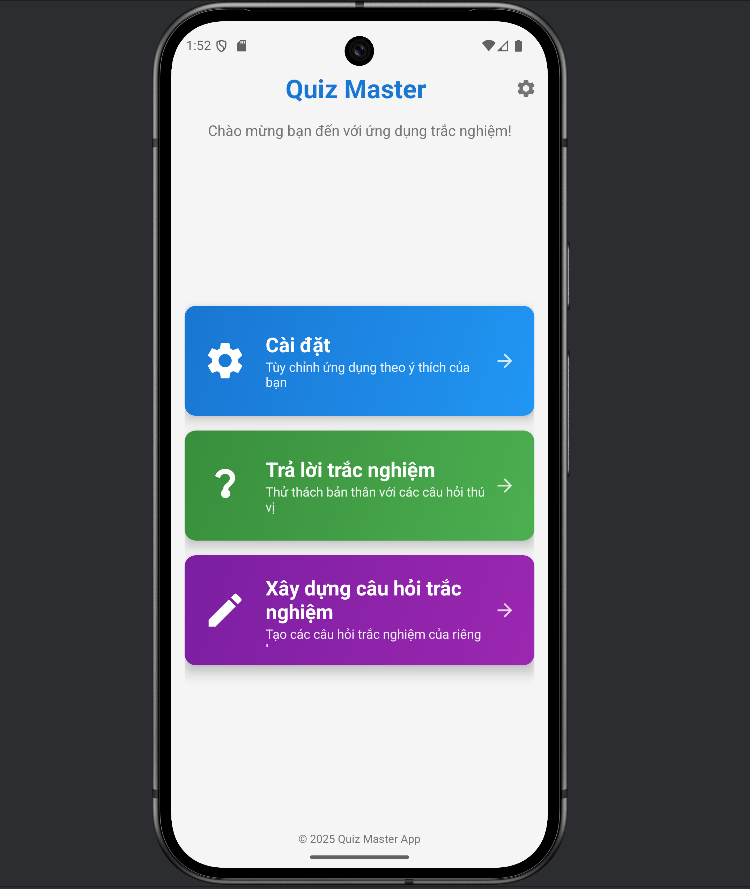 1:52
Quiz Master
Chào mừng bạn đến với ứng dụng trắc nghiệm!
Cài đặt
Tùy chỉnh ứng dụng theo ý thích của
bạn
?
Trả lời trắc nghiệm
Thử thách bản thân với các câu hỏi thú
vị
Xây dựng câu hỏi trắc
nghiệm
Tạo các câu hỏi trắc nghiệm của riêng
© 2025 Quiz Master App